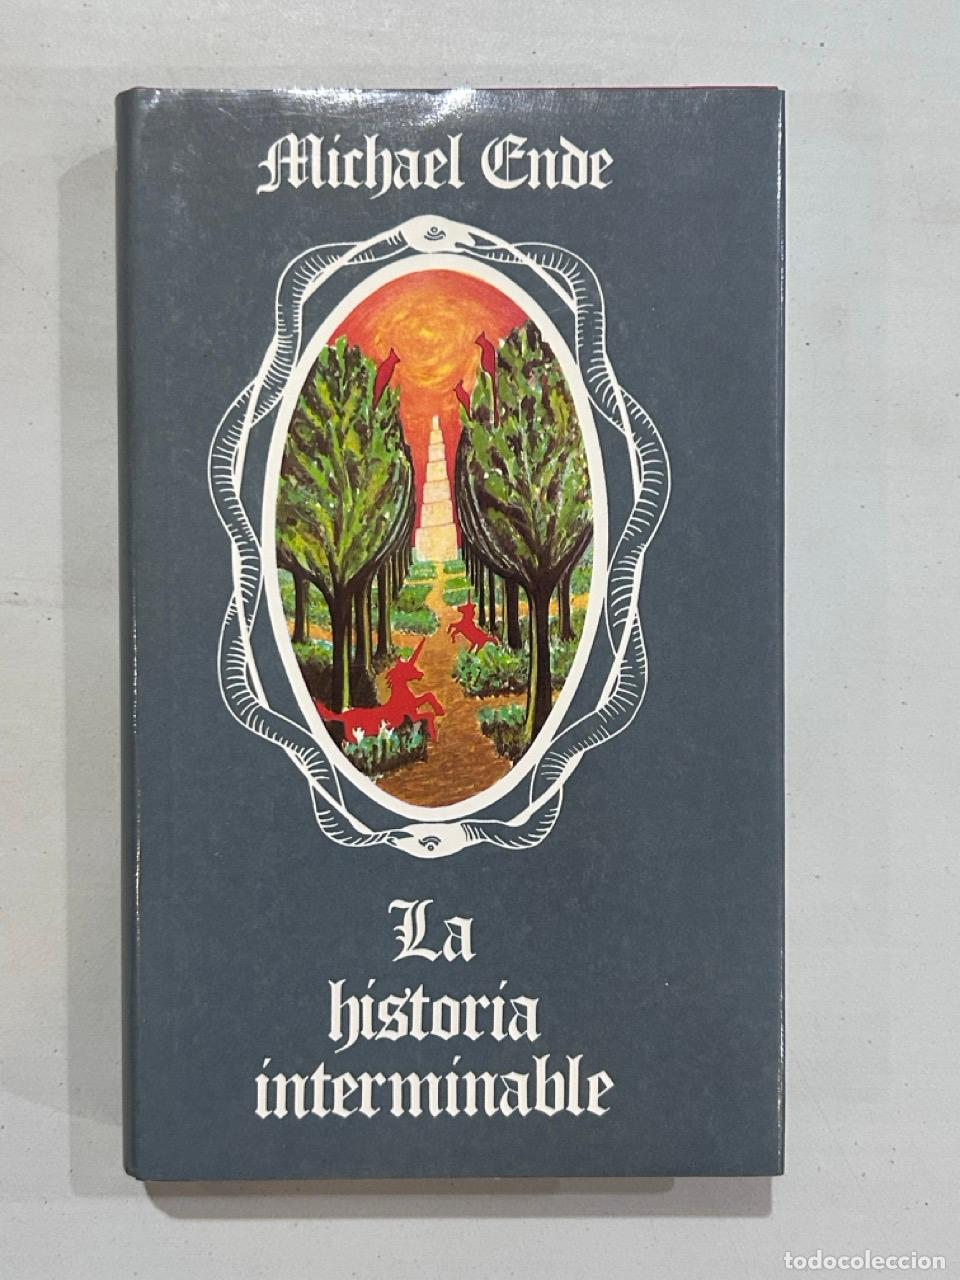 Michael Ende
La
historia
interminable
todocoleccion